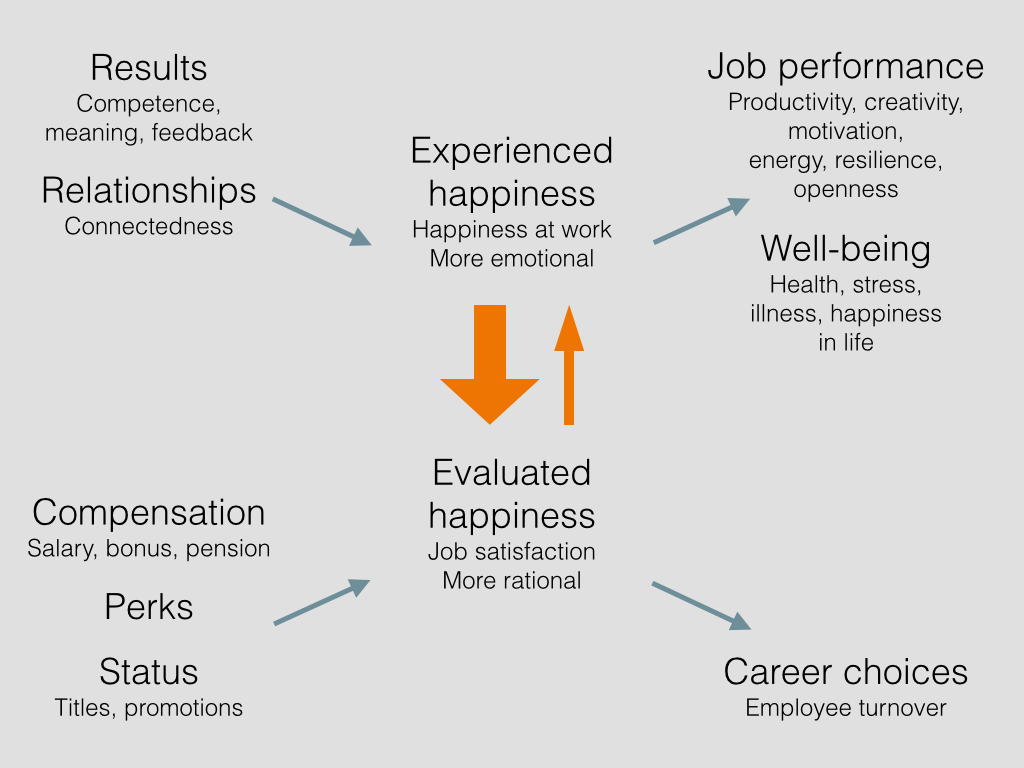 Results
Competence,
meaning, feedback
Relationships
Connectedness
Experienced
happiness
Happiness at work
More emotional
Job performance
Productivity, creativity,
motivation,
energy, resilience,
openness
Well-being
Health, stress,
illness, happiness
in life
Compensation
Salary, bonus, pension
Perks
Status
Titles, promotions
Evaluated
happiness
Job satisfaction
More rational
Career choices
Employee turnover